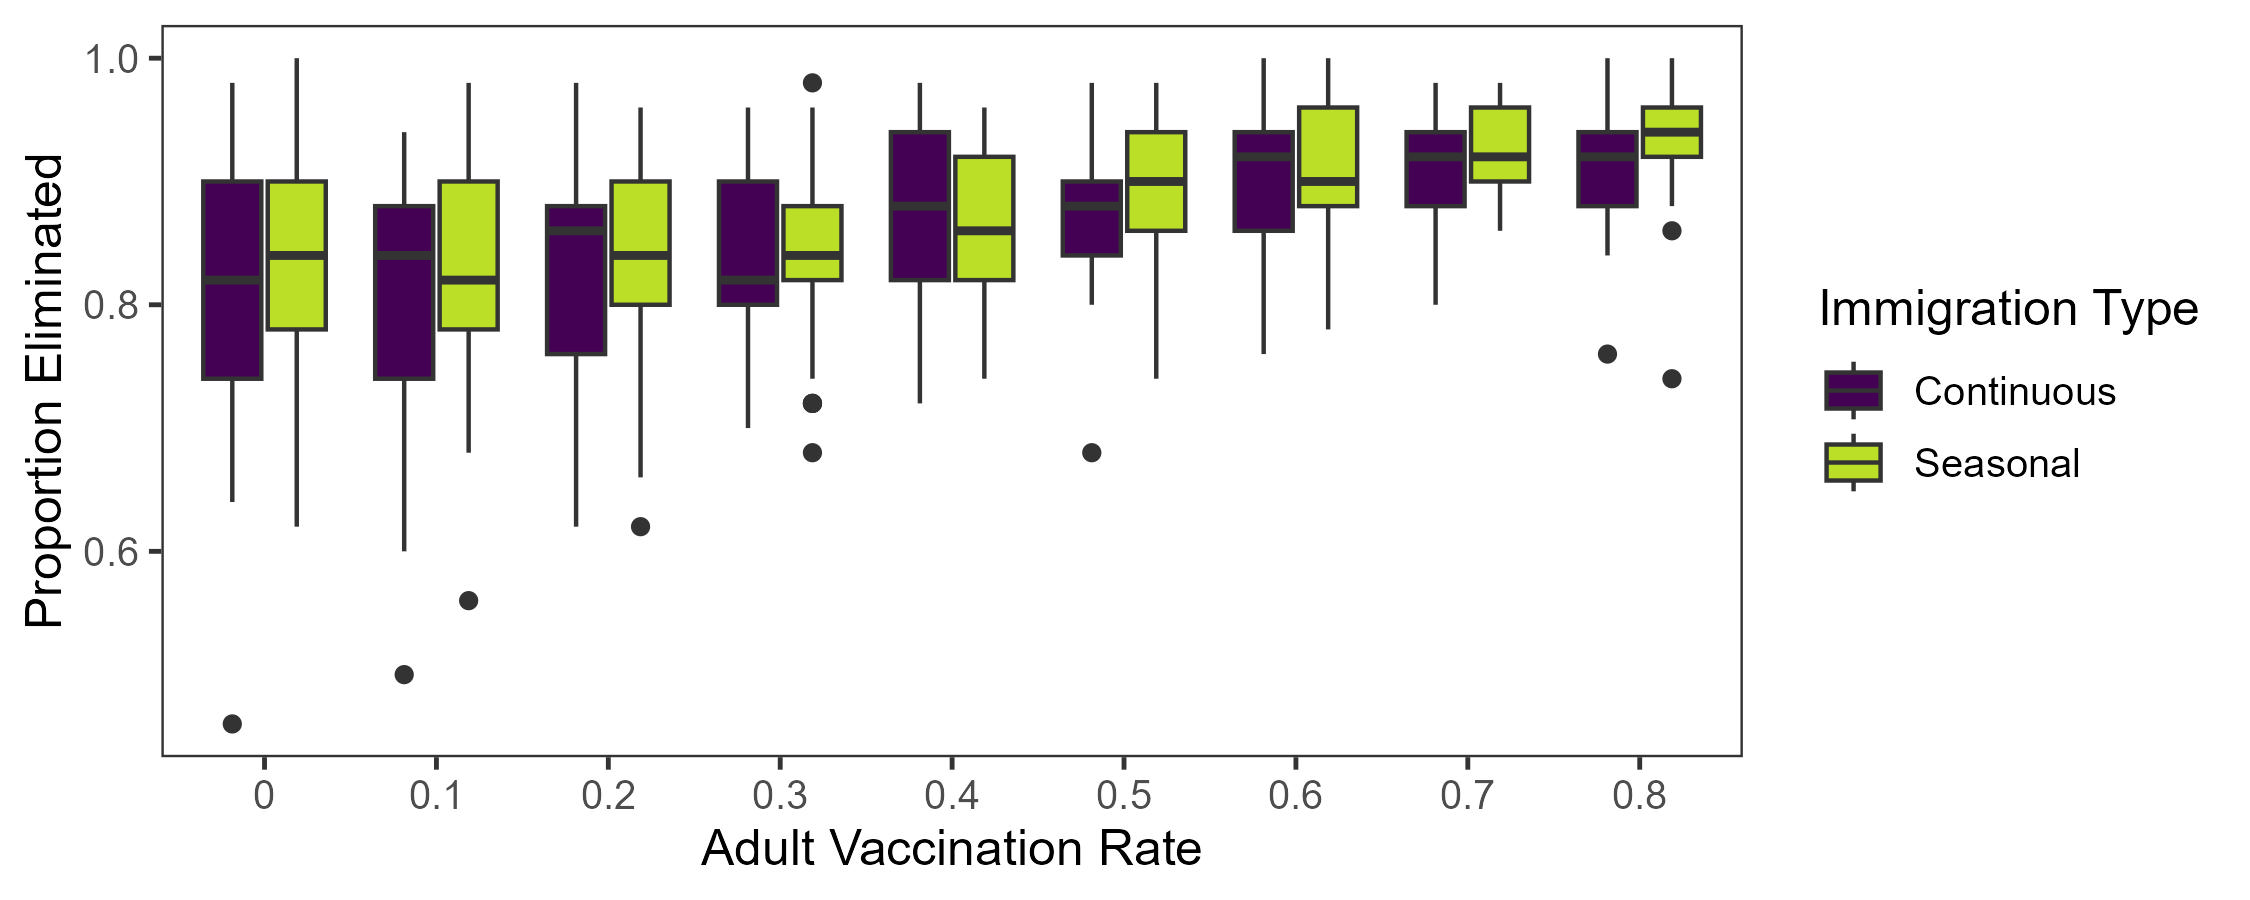 Proportion Eliminated
1.0
0.8
0.6
0 0.1 0.2 0.3 0.4 0.5 0.6 0.7 0.8
Adult Vaccination Rate
Immigration Type
Continuous
Seasonal